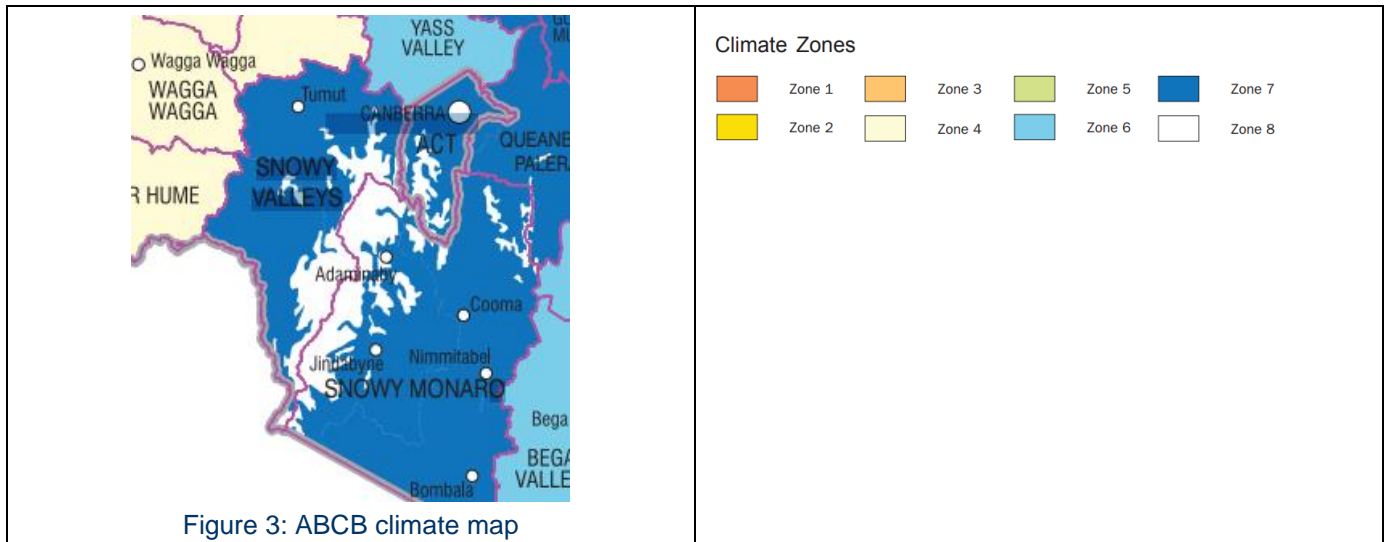 YASS
VALLEY
Wagga Wagga
WAGGA
WAGGA
Tumut
CANBERRA
ACT
QUEANB
PALER
SNOWY
VALLEYS
R HUME
Adaminaby
Cooma
Jindabyne
Nimmitabel
SNOWY MONARO
Bega
BEGA
VALLE
Bombala
Figure 3: ABCB climate map
Climate Zones
Zone 1
Zone 3
Zone 5
Zone 7
Zone 2
Zone 4
Zone 6
Zone 8